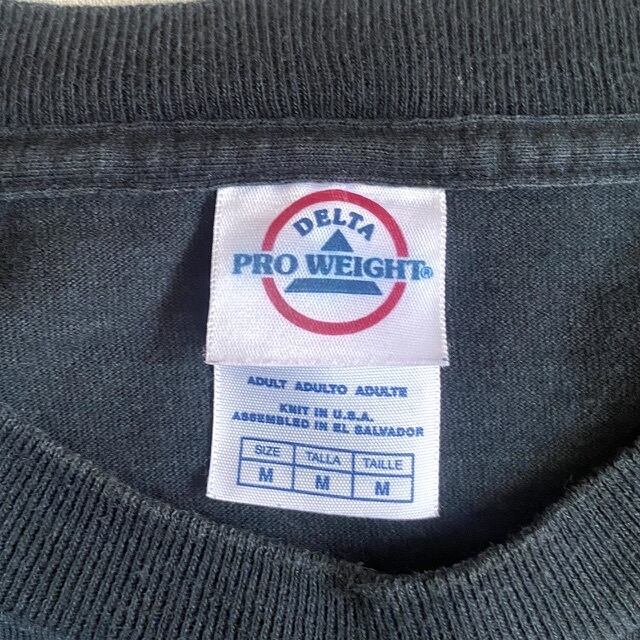 DELTA
PRO WEIGHT®
ADULT ADULTO ADULTE
KNIT IN U.S.A.
ASSEMBLED IN EL SALVADOR
SIZE TALLA TAILLE
M M M